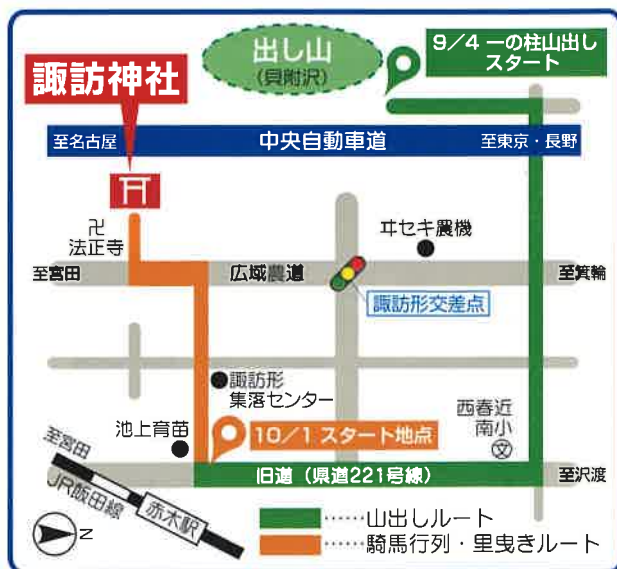 出し山
(貝附沢)
9/4 一の柱山出し
スタート
諏訪神社
至名古屋
中央自動車道
至東京・長野
卍
法正寺
ヰセキ農機
至宮田
広域農道
至箕輪
諏訪形交差点
諏訪形
集落センター
西春近
南小
文
池上育苗
10/1 スタート地点
至宮田
旧道(県道221号線)
至沢渡
JR飯田線
赤木駅
N
……山出しルート
……騎馬行列・里曳きルート